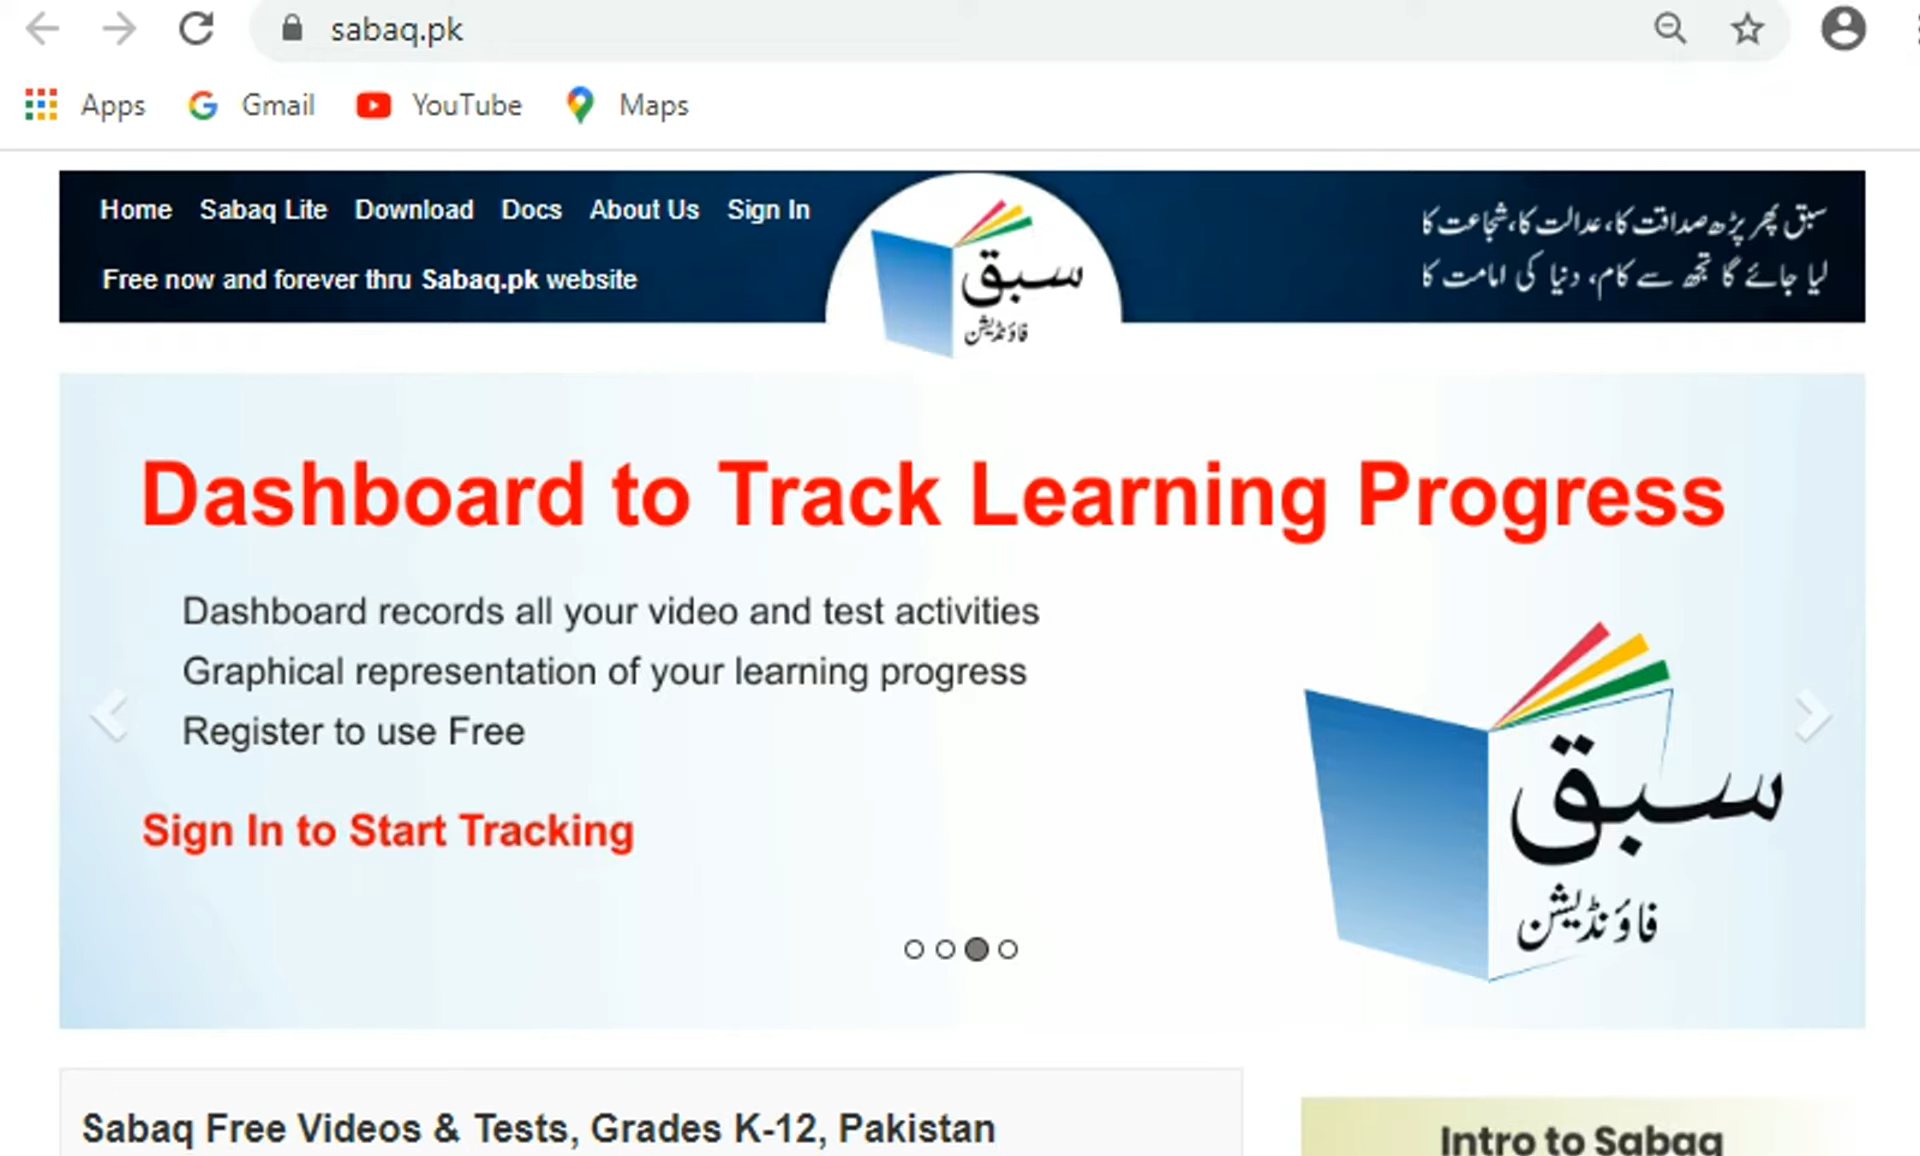 sabaq.pk
Apps Gmail YouTube Maps
Home Sabaq Lite Download Docs About Us Sign In
Free now and forever thru Sabaq.pk website
سبق
فاؤنڈیشن
سبق پھر پڑھ صداقت کا، عدالت کا، شجاعت کا
لیا جائے گا تجھ سے کام، دنیا کی امامت کا
Dashboard to Track Learning Progress
Dashboard records all your video and test activities
Graphical representation of your learning progress
Register to use Free
Sign In to Start Tracking
سبق
فاؤنڈیشن
Sabaq Free Videos & Tests, Grades K-12, Pakistan
Intro to Sabaq